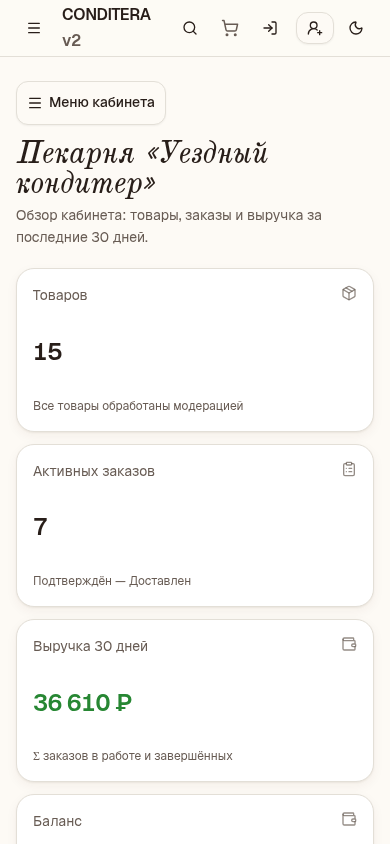 CONDITERA
v2
Меню кабинета
Пекарня «Уездный
кондитер»
Обзор кабинета: товары, заказы и выручка за
последние 30 дней.
Товаров
15
Все товары обработаны модерацией
Активных заказов
7
Подтверждён — Доставлен
Выручка 30 дней
36 610 ₽
Σ заказов в работе и завершённых
Баланс